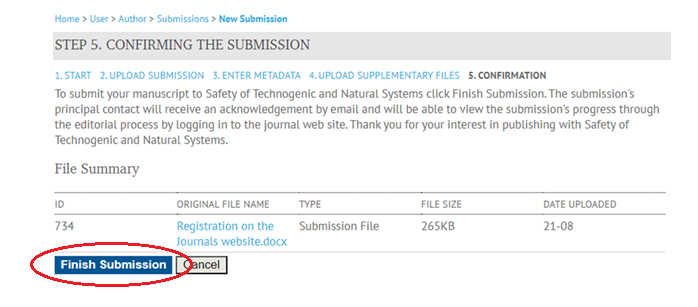 Home > User > Author > Submissions > New Submission
STEP 5. CONFIRMING THE SUBMISSION
1. START 2. UPLOAD SUBMISSION 3. ENTER METADATA 4. UPLOAD SUPPLEMENTARY FILES 5. CONFIRMATION
To submit your manuscript to Safety of Technogenic and Natural Systems click Finish Submission. The submission's
principal contact will receive an acknowledgement by email and will be able to view the submission's progress through
the editorial process by logging in to the journal web site. Thank you for your interest in publishing with Safety of
Technogenic and Natural Systems.
File Summary
ID ORIGINAL FILE NAME TYPE FILE SIZE DATE UPLOADED
734 Registration on the Submission File 265KB 21-08
Journals website.docx
Finish Submission Cancel